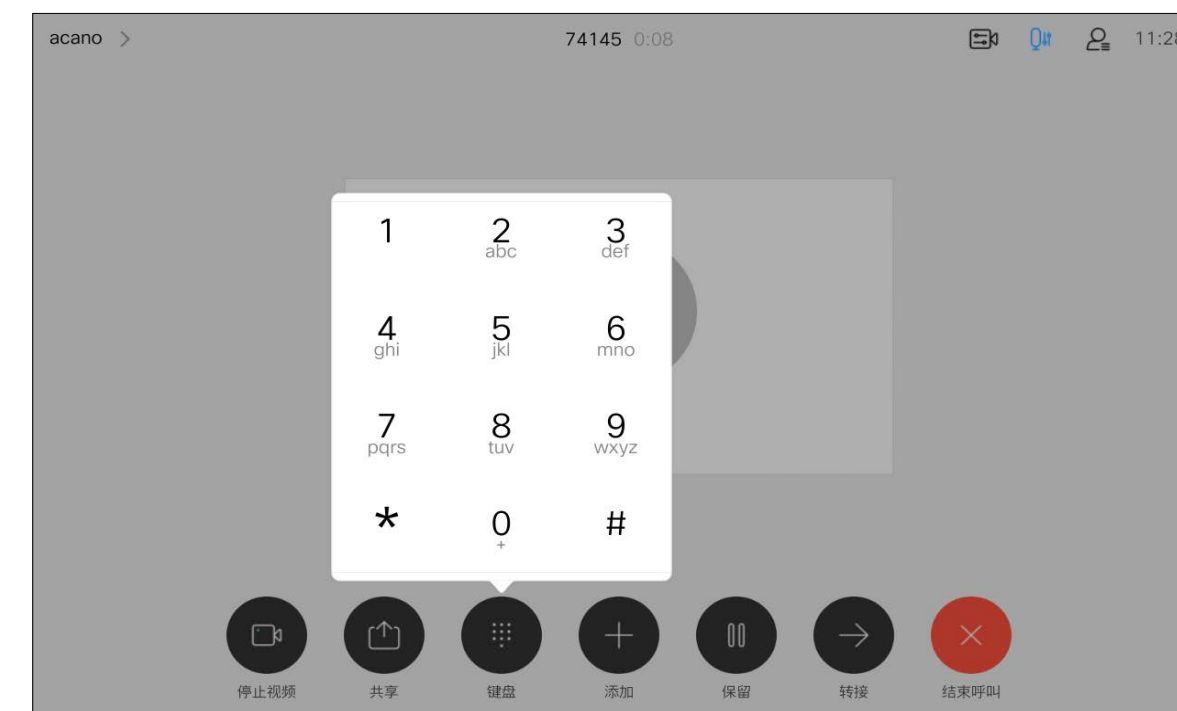 acano >
74145 0:08
11:28
1 2 3
abc def
4 5 6
ghi jkl mno
7 8 9
pqrs tuv wxyz
* 0 #
+
停止视频 共享 键盘 添加 保留 转接 结束呼叫